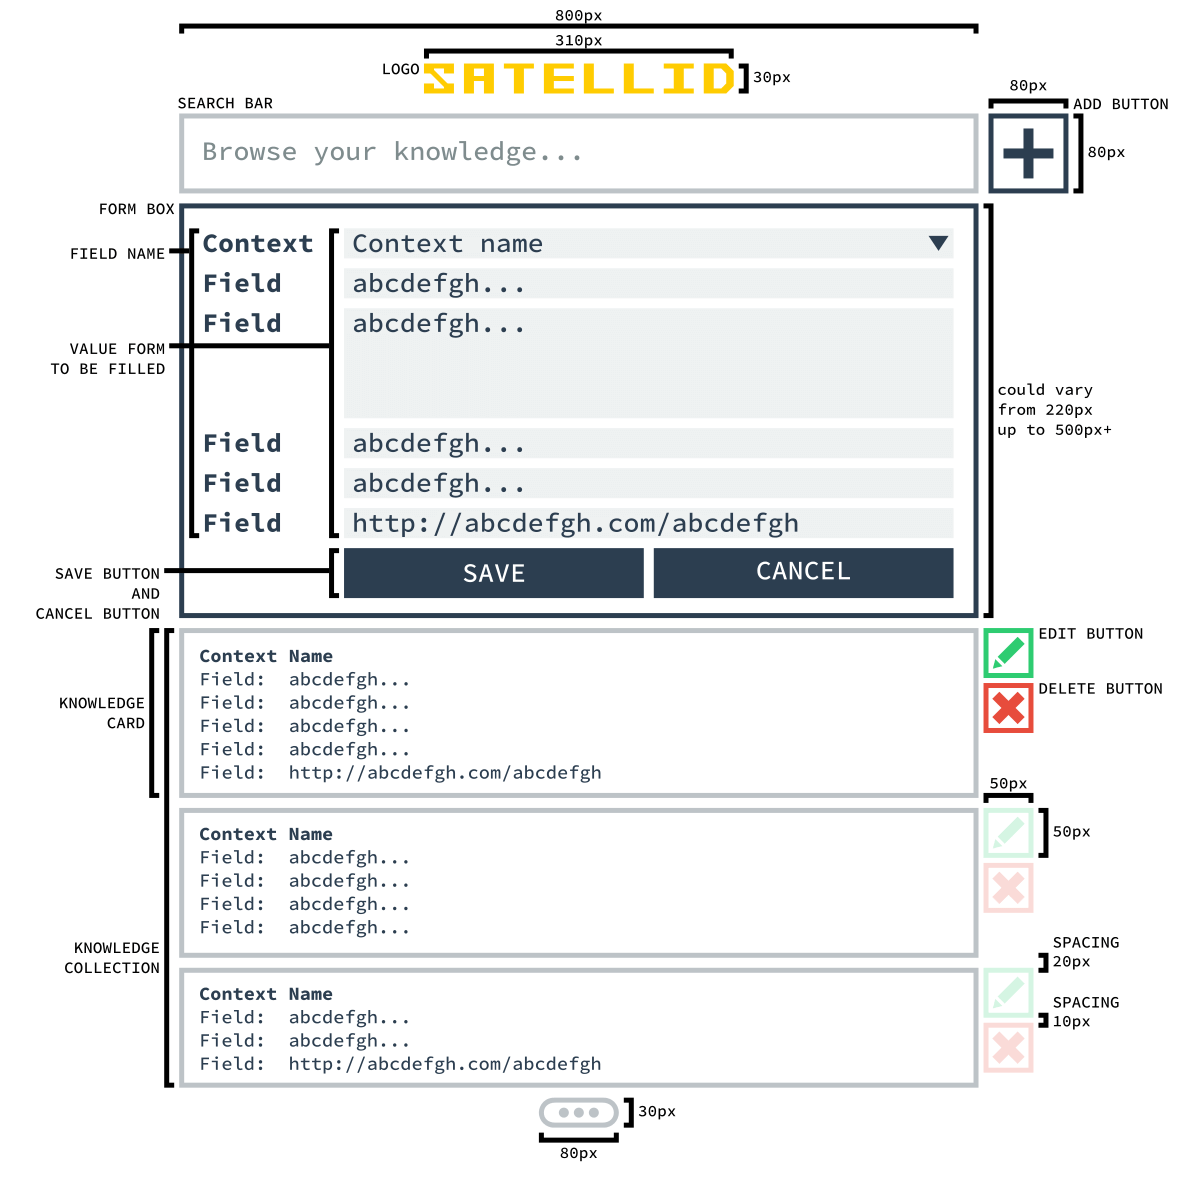 800px
310px
LOGO
SATELLID
30px
SEARCH BAR
80px
ADD BUTTON
Browse your knowledge...
80px
FORM BOX
FIELD NAME
Context
Context name
Field
abcdefgh...
Field
abcdefgh...
VALUE FORM
TO BE FILLED
could vary
from 220px
up to 500px+
Field
abcdefgh...
Field
abcdefgh...
Field
http://abcdefgh.com/abcdefgh
SAVE BUTTON
AND
CANCEL BUTTON
SAVE
CANCEL
EDIT BUTTON
DELETE BUTTON
KNOWLEDGE
CARD
Context Name
Field: abcdefgh...
Field: abcdefgh...
Field: abcdefgh...
Field: abcdefgh...
Field: http://abcdefgh.com/abcdefgh
50px
50px
Context Name
Field: abcdefgh...
Field: abcdefgh...
Field: abcdefgh...
Field: abcdefgh...
KNOWLEDGE
COLLECTION
SPACING
20px
SPACING
10px
Context Name
Field: abcdefgh...
Field: abcdefgh...
Field: http://abcdefgh.com/abcdefgh
30px
80px